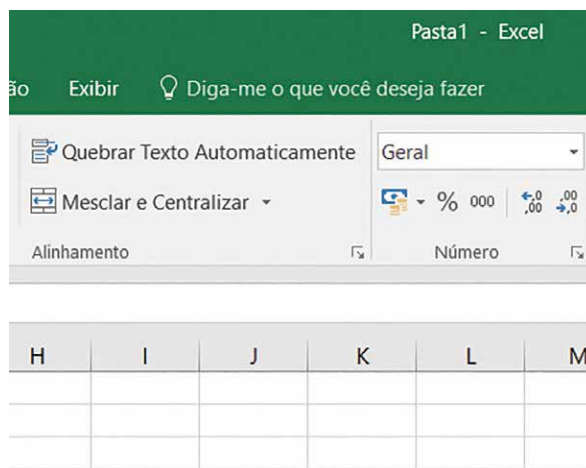 Pasta1 - Excel
ão Exibir Diga-me o que você deseja fazer
Quebrar Texto Automaticamente Geral
Mesclar e Centralizar % 000 ←,0 ,00 ,00 →,0
Alinhamento Número
H I J K L M